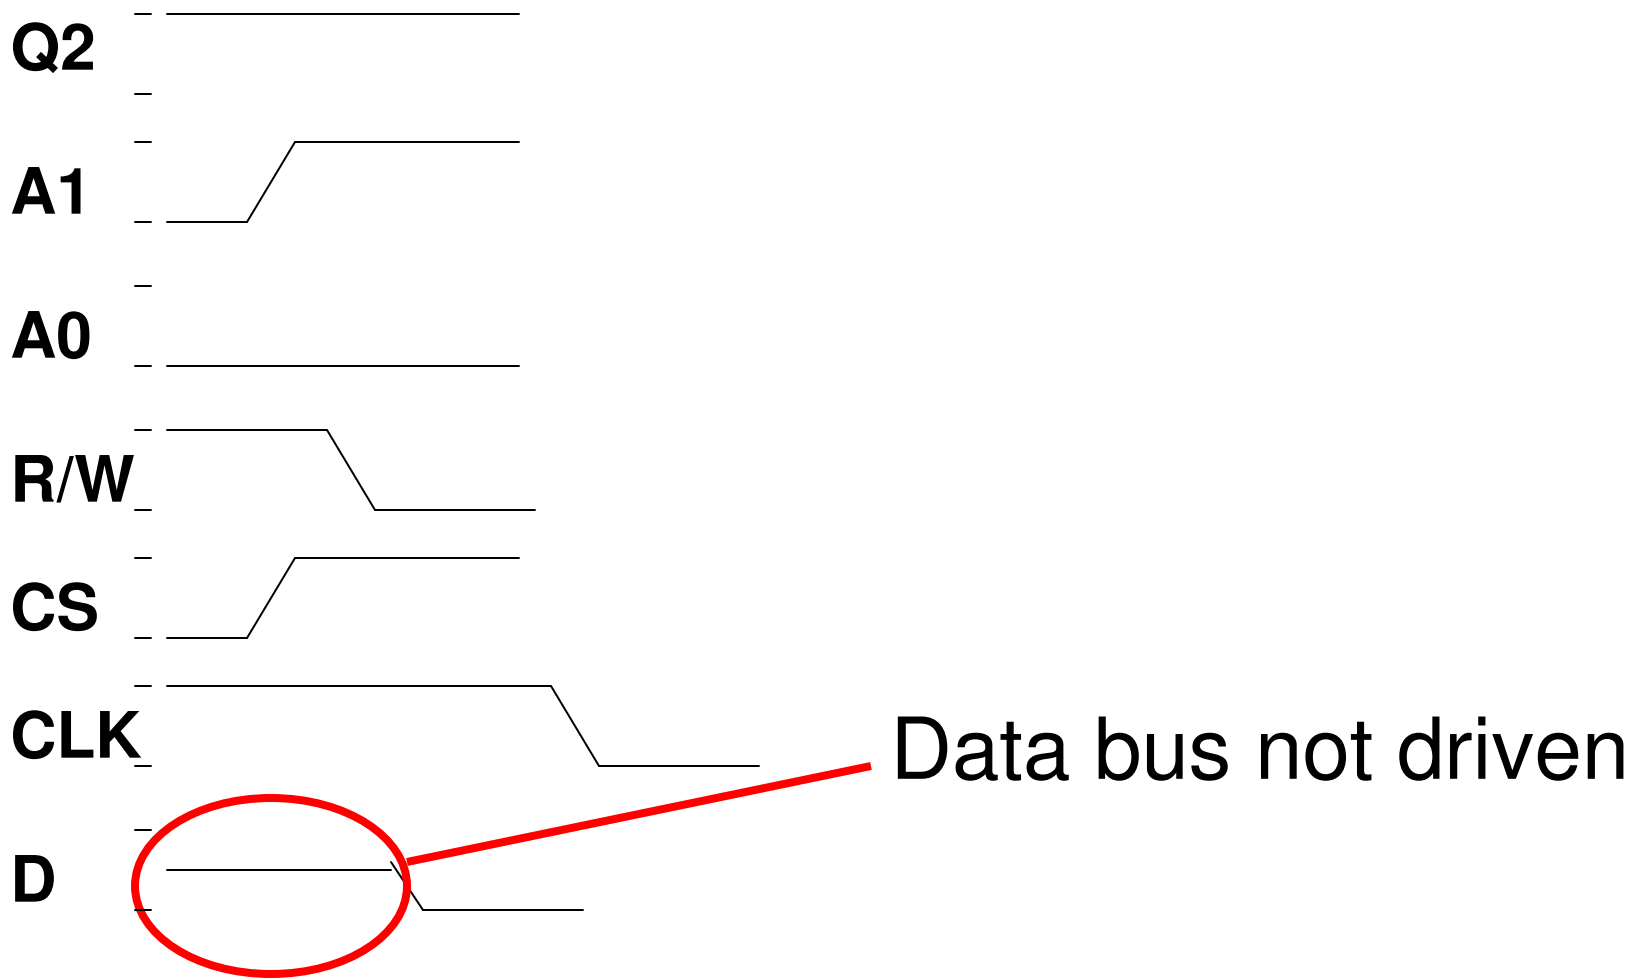 Q2
A1
A0
R/W
CS
CLK
Data bus not driven
D